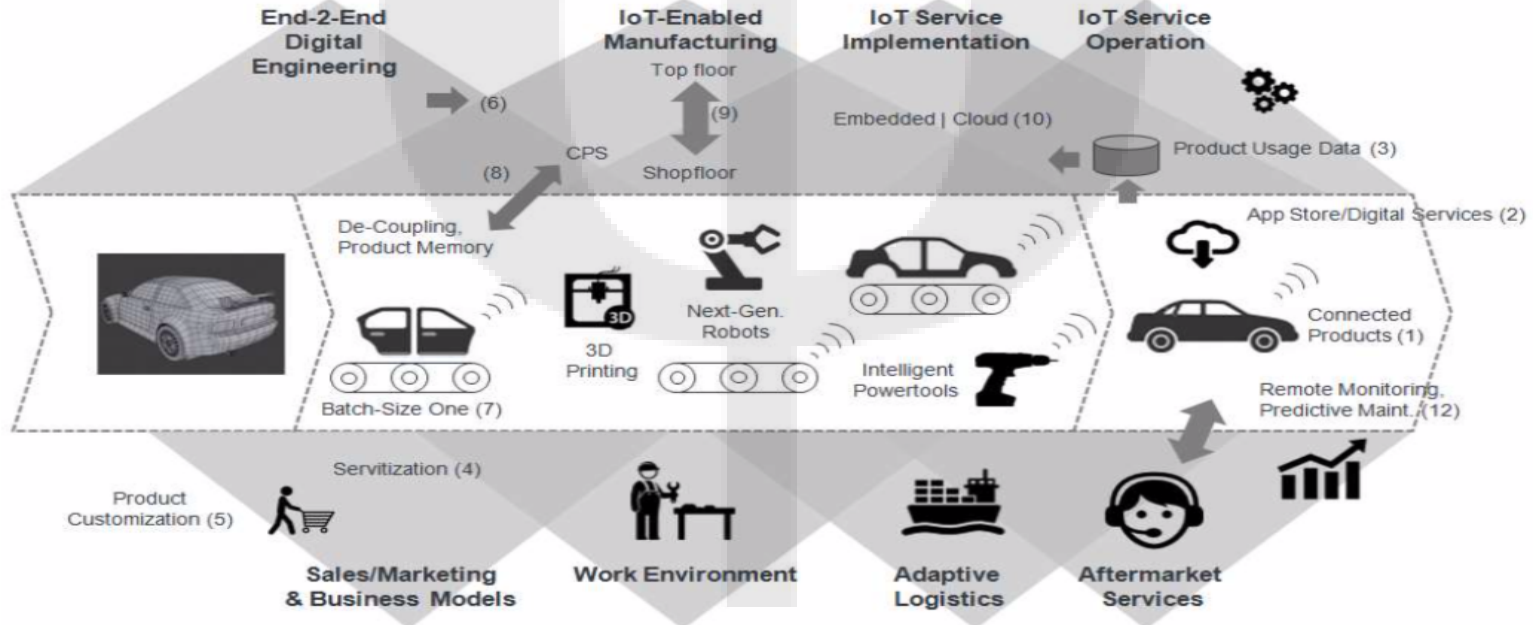 End-2-End
Digital
Engineering
IoT-Enabled
Manufacturing
IoT Service
Implementation
IoT Service
Operation
Top floor
(6)
(9)
Embedded | Cloud (10)
CPS
Product Usage Data (3)
(8)
Shopfloor
De-Coupling,
Product Memory
App Store/Digital Services (2)
3D
Next-Gen.
Robots
Connected
Products (1)
3D
Printing
Intelligent
Powertools
Batch-Size One (7)
Remote Monitoring,
Predictive Maint. (12)
Servitization (4)
Product
Customization (5)
Sales/Marketing
& Business Models
Work Environment
Adaptive
Logistics
Aftermarket
Services